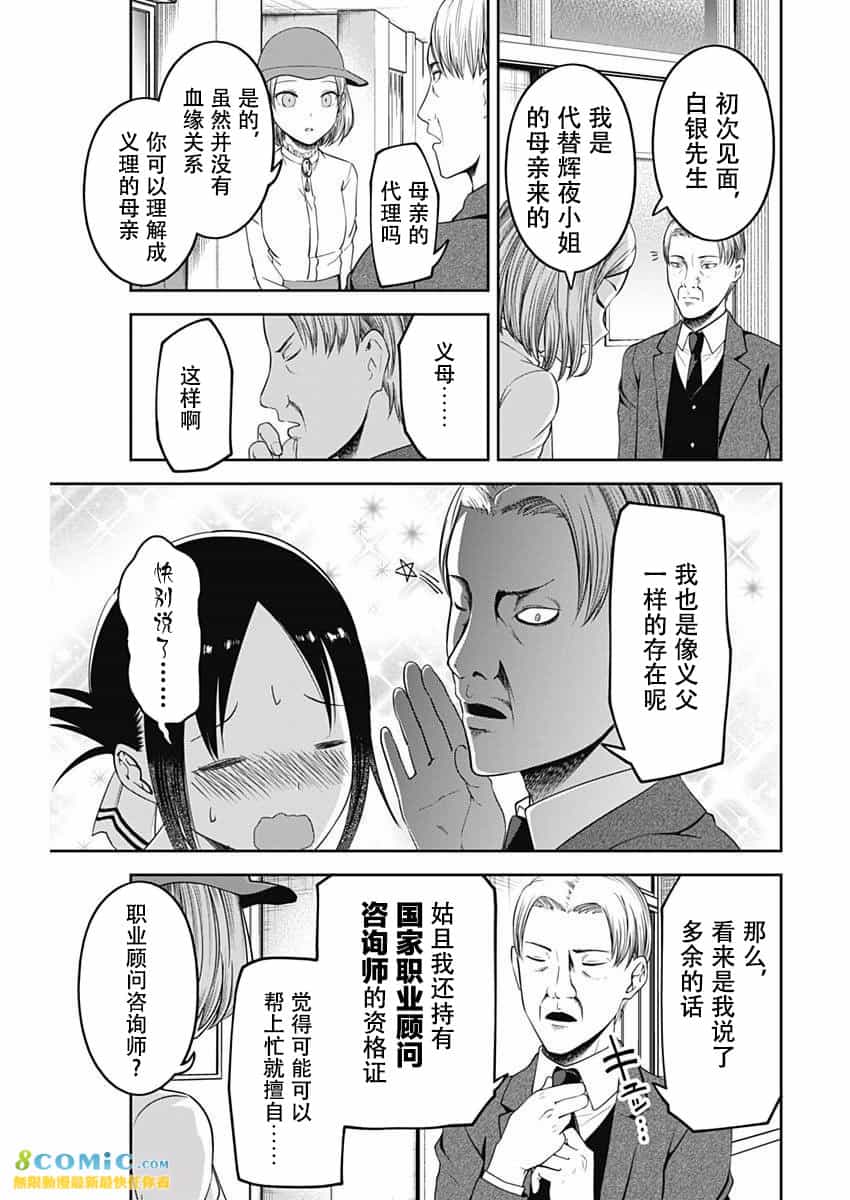 初次见面,
白银先生
我是
代替辉夜小姐
的母亲来的
母亲的
代理吗
是的,
虽然并没有
血缘关系
你可以理解成
义理的母亲
义母……
这样啊
我也是像义父
一样的存在呢
快别说了……
那么,
看来是我说了
多余的话
キュッ…
姑且我还持有
国家职业顾问
咨询师的资格证
觉得可能可以
帮上忙就擅自…
职业顾问咨询师?
8COMIC.COM
無限動漫最新最快任你看